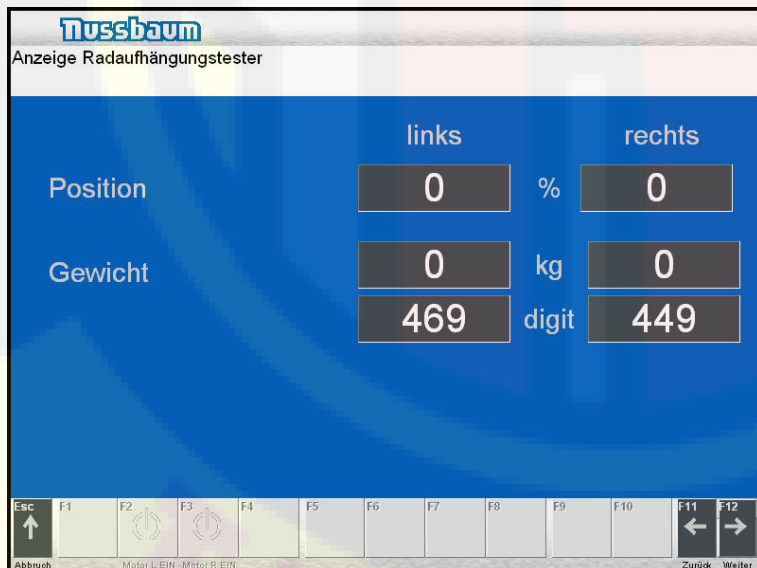 Nussbaum
Anzeige Radaufhängungstester
links rechts
Position 0 % 0
Gewicht 0 kg 0
469 digit 449
Esc F1 F2 F3 F4 F5 F6 F7 F8 F9 F10 F11 F12
Abbruch Motor L EIN Motor R EIN Zurück Weiter